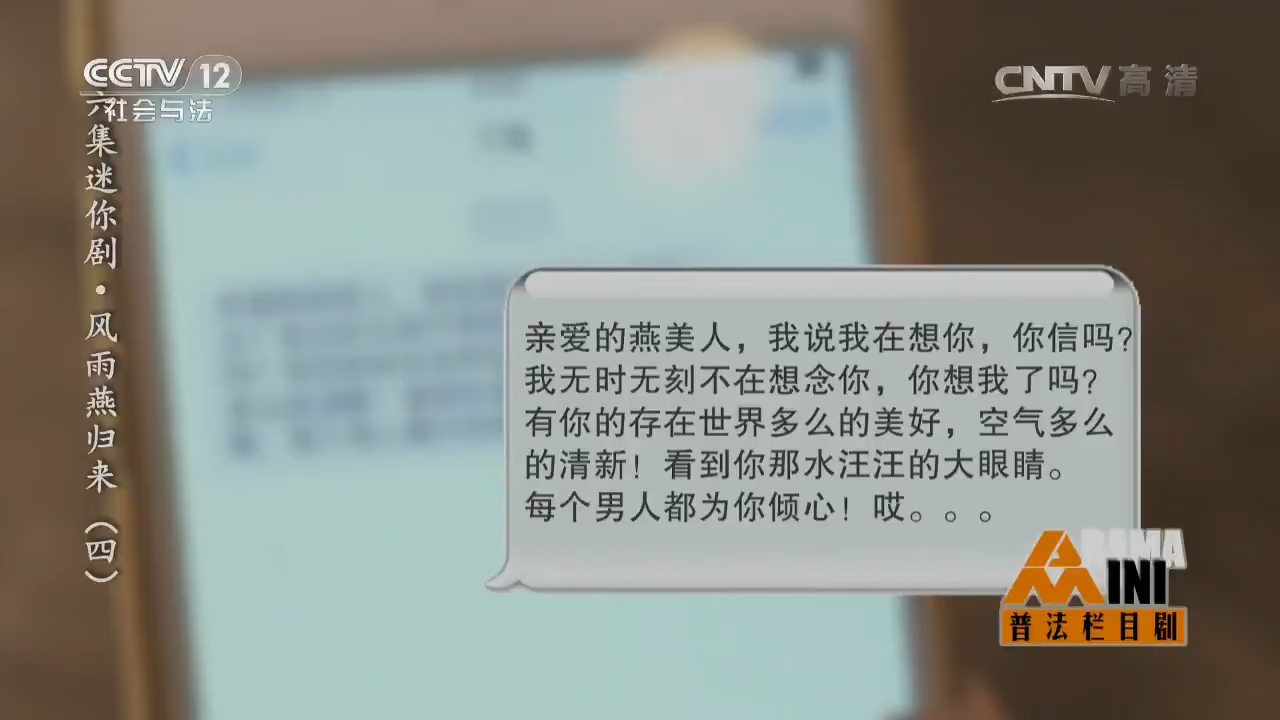 CCTV 12
社会与法
CNTV 高清
六集迷你剧·风雨燕归来（四）
亲爱的燕美人，我说我在想你，你信吗?
我无时无刻不在想念你，你想我了吗?
有你的存在世界多么的美好，空气多么
的清新！看到你那水汪汪的大眼睛。
每个男人都为你倾心！哎。。。
DRAMA
MINI
普法栏目剧